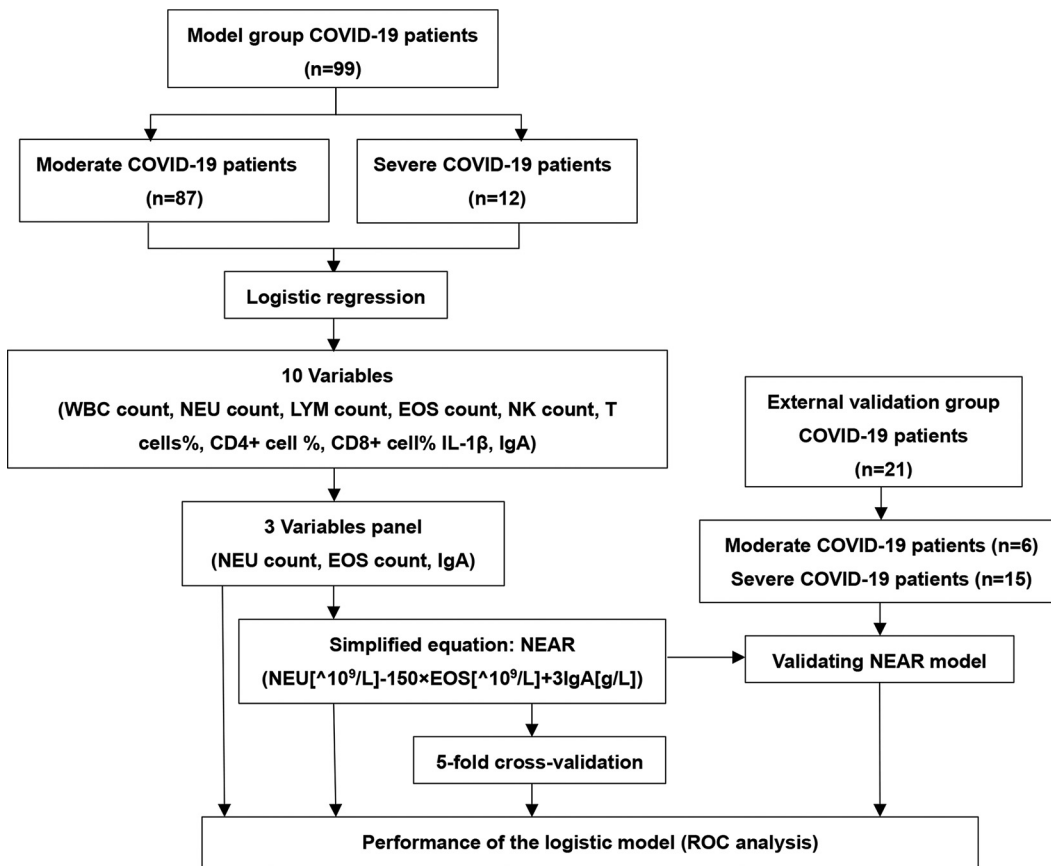 Model group COVID-19 patients
(n=99)
Moderate COVID-19 patients
(n=87)
Severe COVID-19 patients
(n=12)
Logistic regression
10 Variables
(WBC count, NEU count, LYM count, EOS count, NK count, T
cells%, CD4+ cell %, CD8+ cell% IL-1β, IgA)
3 Variables panel
(NEU count, EOS count, IgA)
Simplified equation: NEAR
(NEU[^10⁹/L]-150×EOS[^10⁹/L]+3IgA[g/L])
5-fold cross-validation
External validation group
COVID-19 patients
(n=21)
Moderate COVID-19 patients (n=6)
Severe COVID-19 patients (n=15)
Validating NEAR model
Performance of the logistic model (ROC analysis)